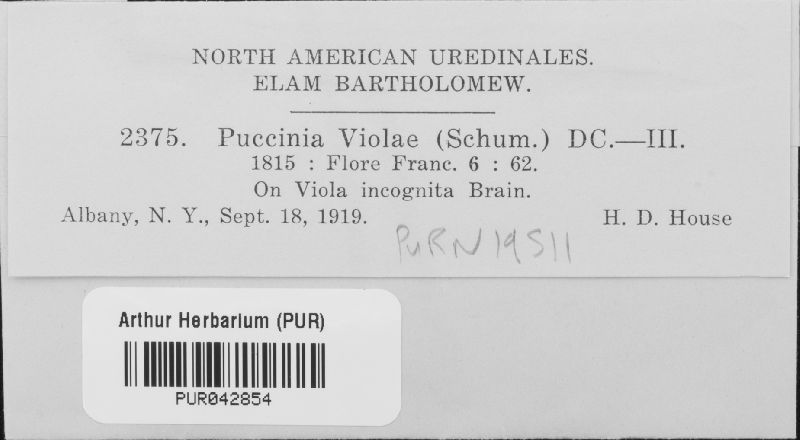 NORTH AMERICAN UREDINALES.
ELAM BARTHOLOMEW.
2375. Puccinia Violae (Schum.) DC.—III.
1815 : Flore Franc. 6 : 62.
On Viola incognita Brain.
Albany, N. Y., Sept. 18, 1919. H. D. House
PURN19511
Arthur Herbarium (PUR)
PUR042854